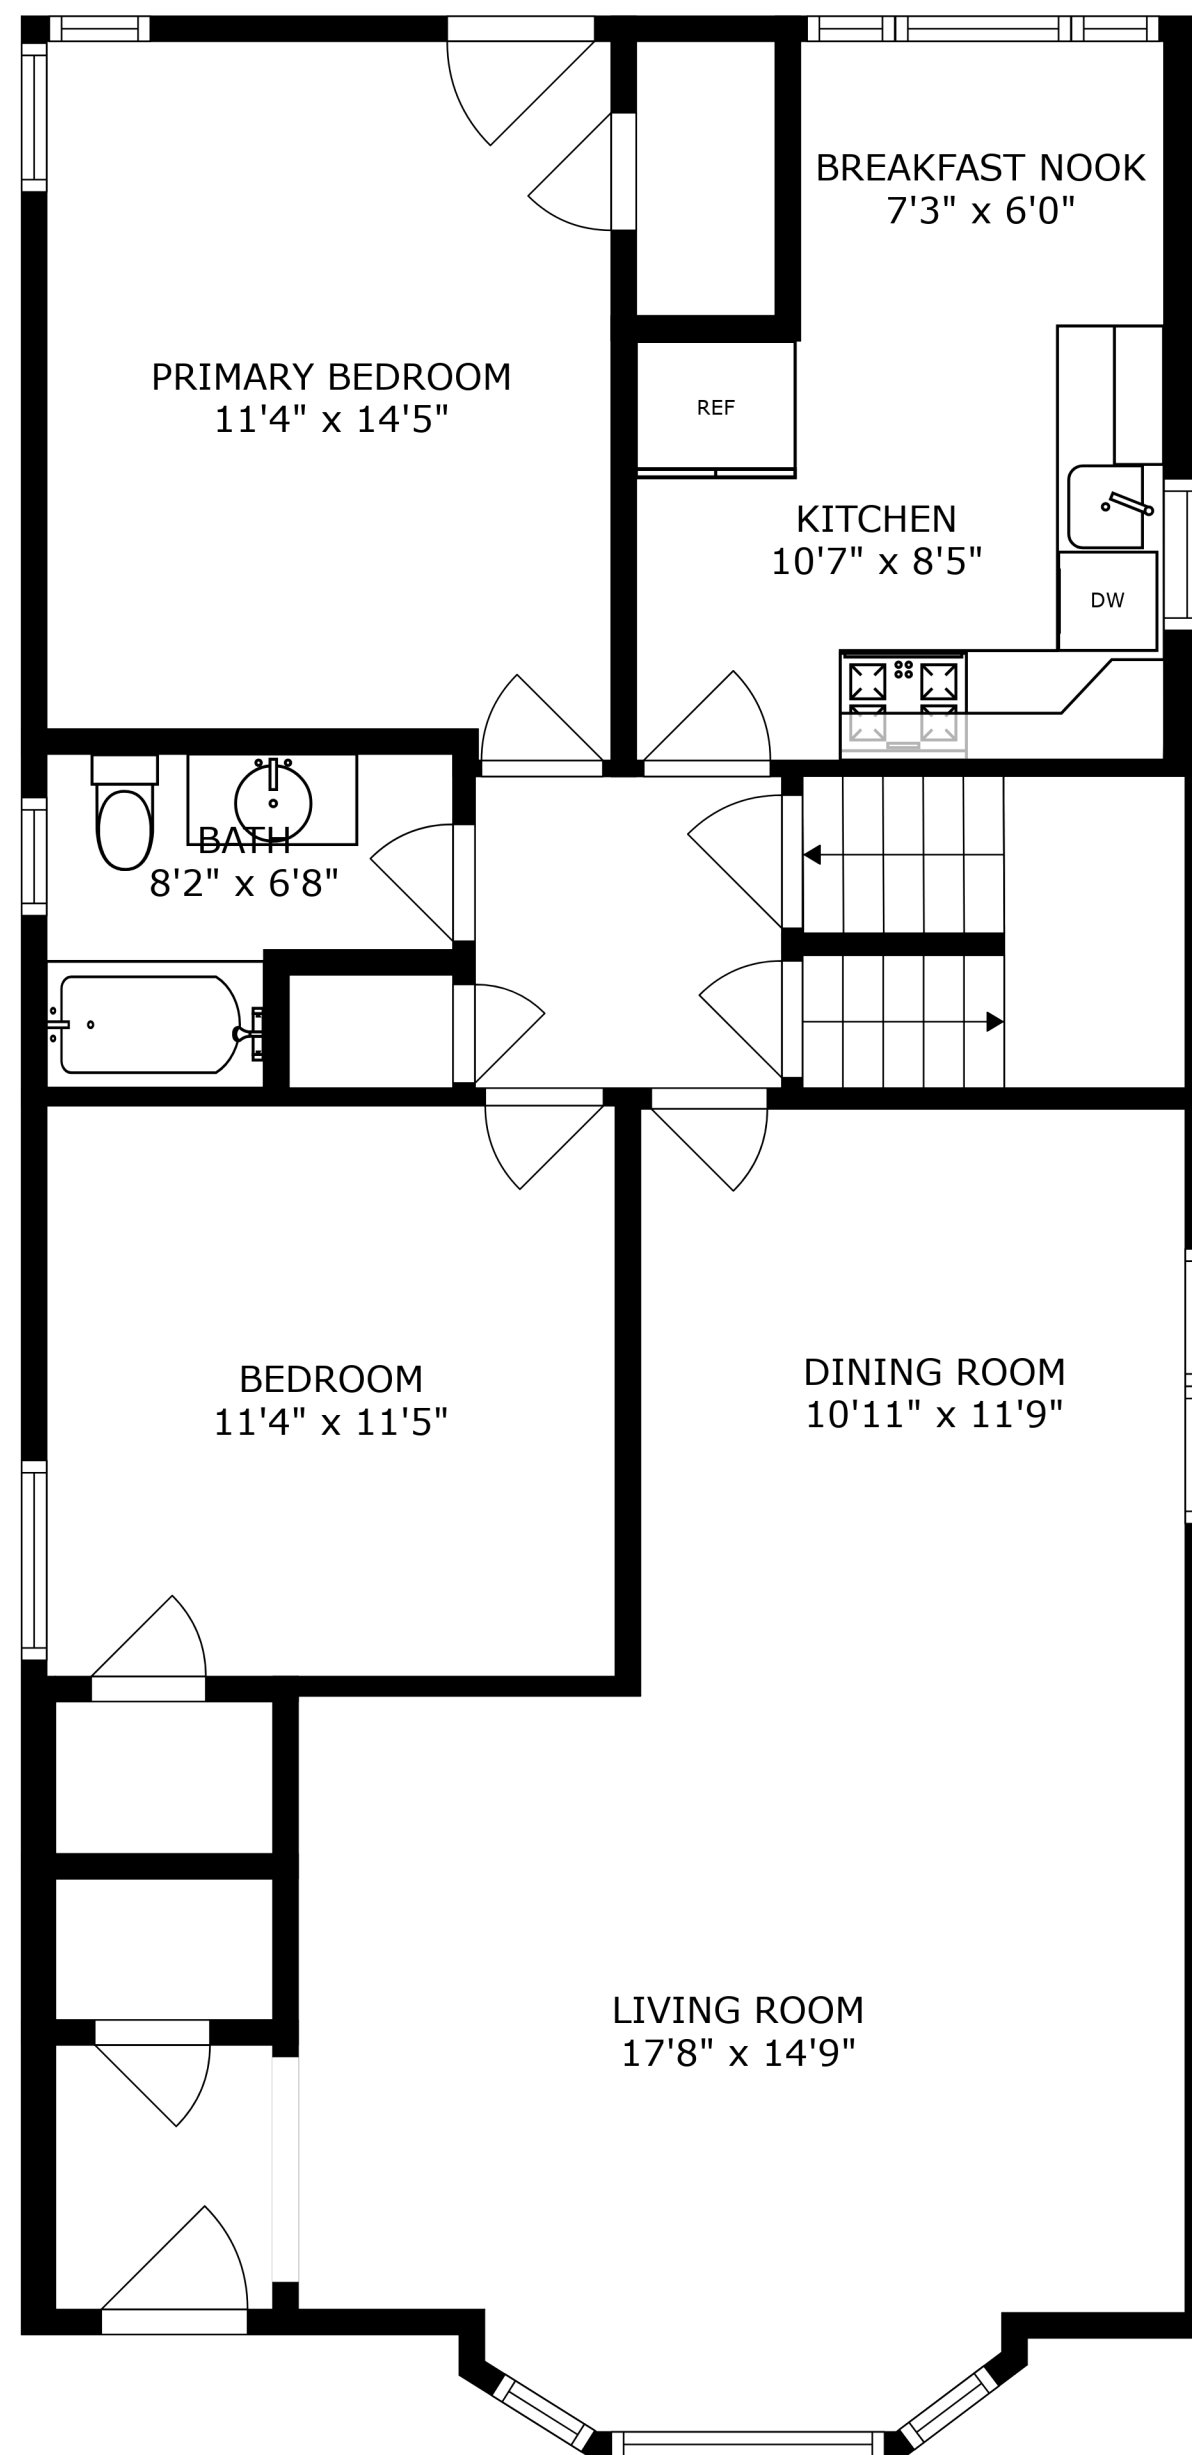 BREAKFAST NOOK
7'3" x 6'0"
PRIMARY BEDROOM
11'4" x 14'5"
REF
KITCHEN
10'7" x 8'5"
DW
BATH
8'2" x 6'8"
BEDROOM
11'4" x 11'5"
DINING ROOM
10'11" x 11'9"
LIVING ROOM
17'8" x 14'9"